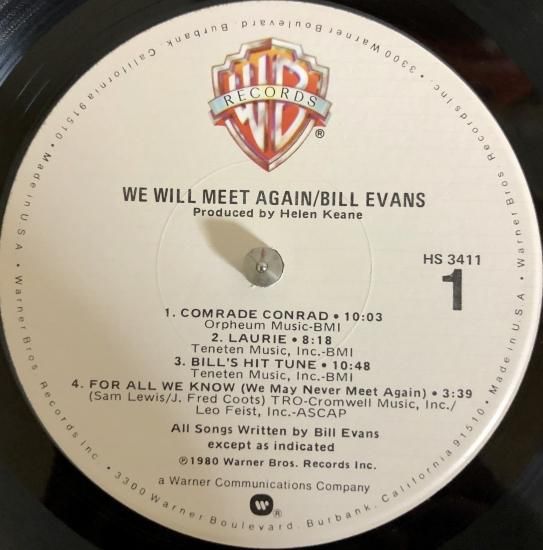 WB
RECORDS
®
WE WILL MEET AGAIN/BILL EVANS
Produced by Helen Keane
HS 3411
1
1. COMRADE CONRAD • 10:03
Orpheum Music-BMI
2. LAURIE • 8:18
Teneten Music, Inc.-BMI
3. BILL'S HIT TUNE • 10:48
Teneten Music, Inc.-BMI
4. FOR ALL WE KNOW (We May Never Meet Again) • 3:39
(Sam Lewis/J. Fred Coots) TRO-Cromwell Music, Inc./
Leo Feist, Inc.-ASCAP
All Songs Written by Bill Evans
except as indicated
℗1980 Warner Bros. Records Inc.
a Warner Communications Company
W®
Warner Bros. Records Inc. • 3300 Warner Boulevard, Burbank, California 91510 • Made in U.S.A. • Warner Bros. Records Inc. • 3300 Warner Boulevard, Burbank, California 91510 • Made in U.S.A •